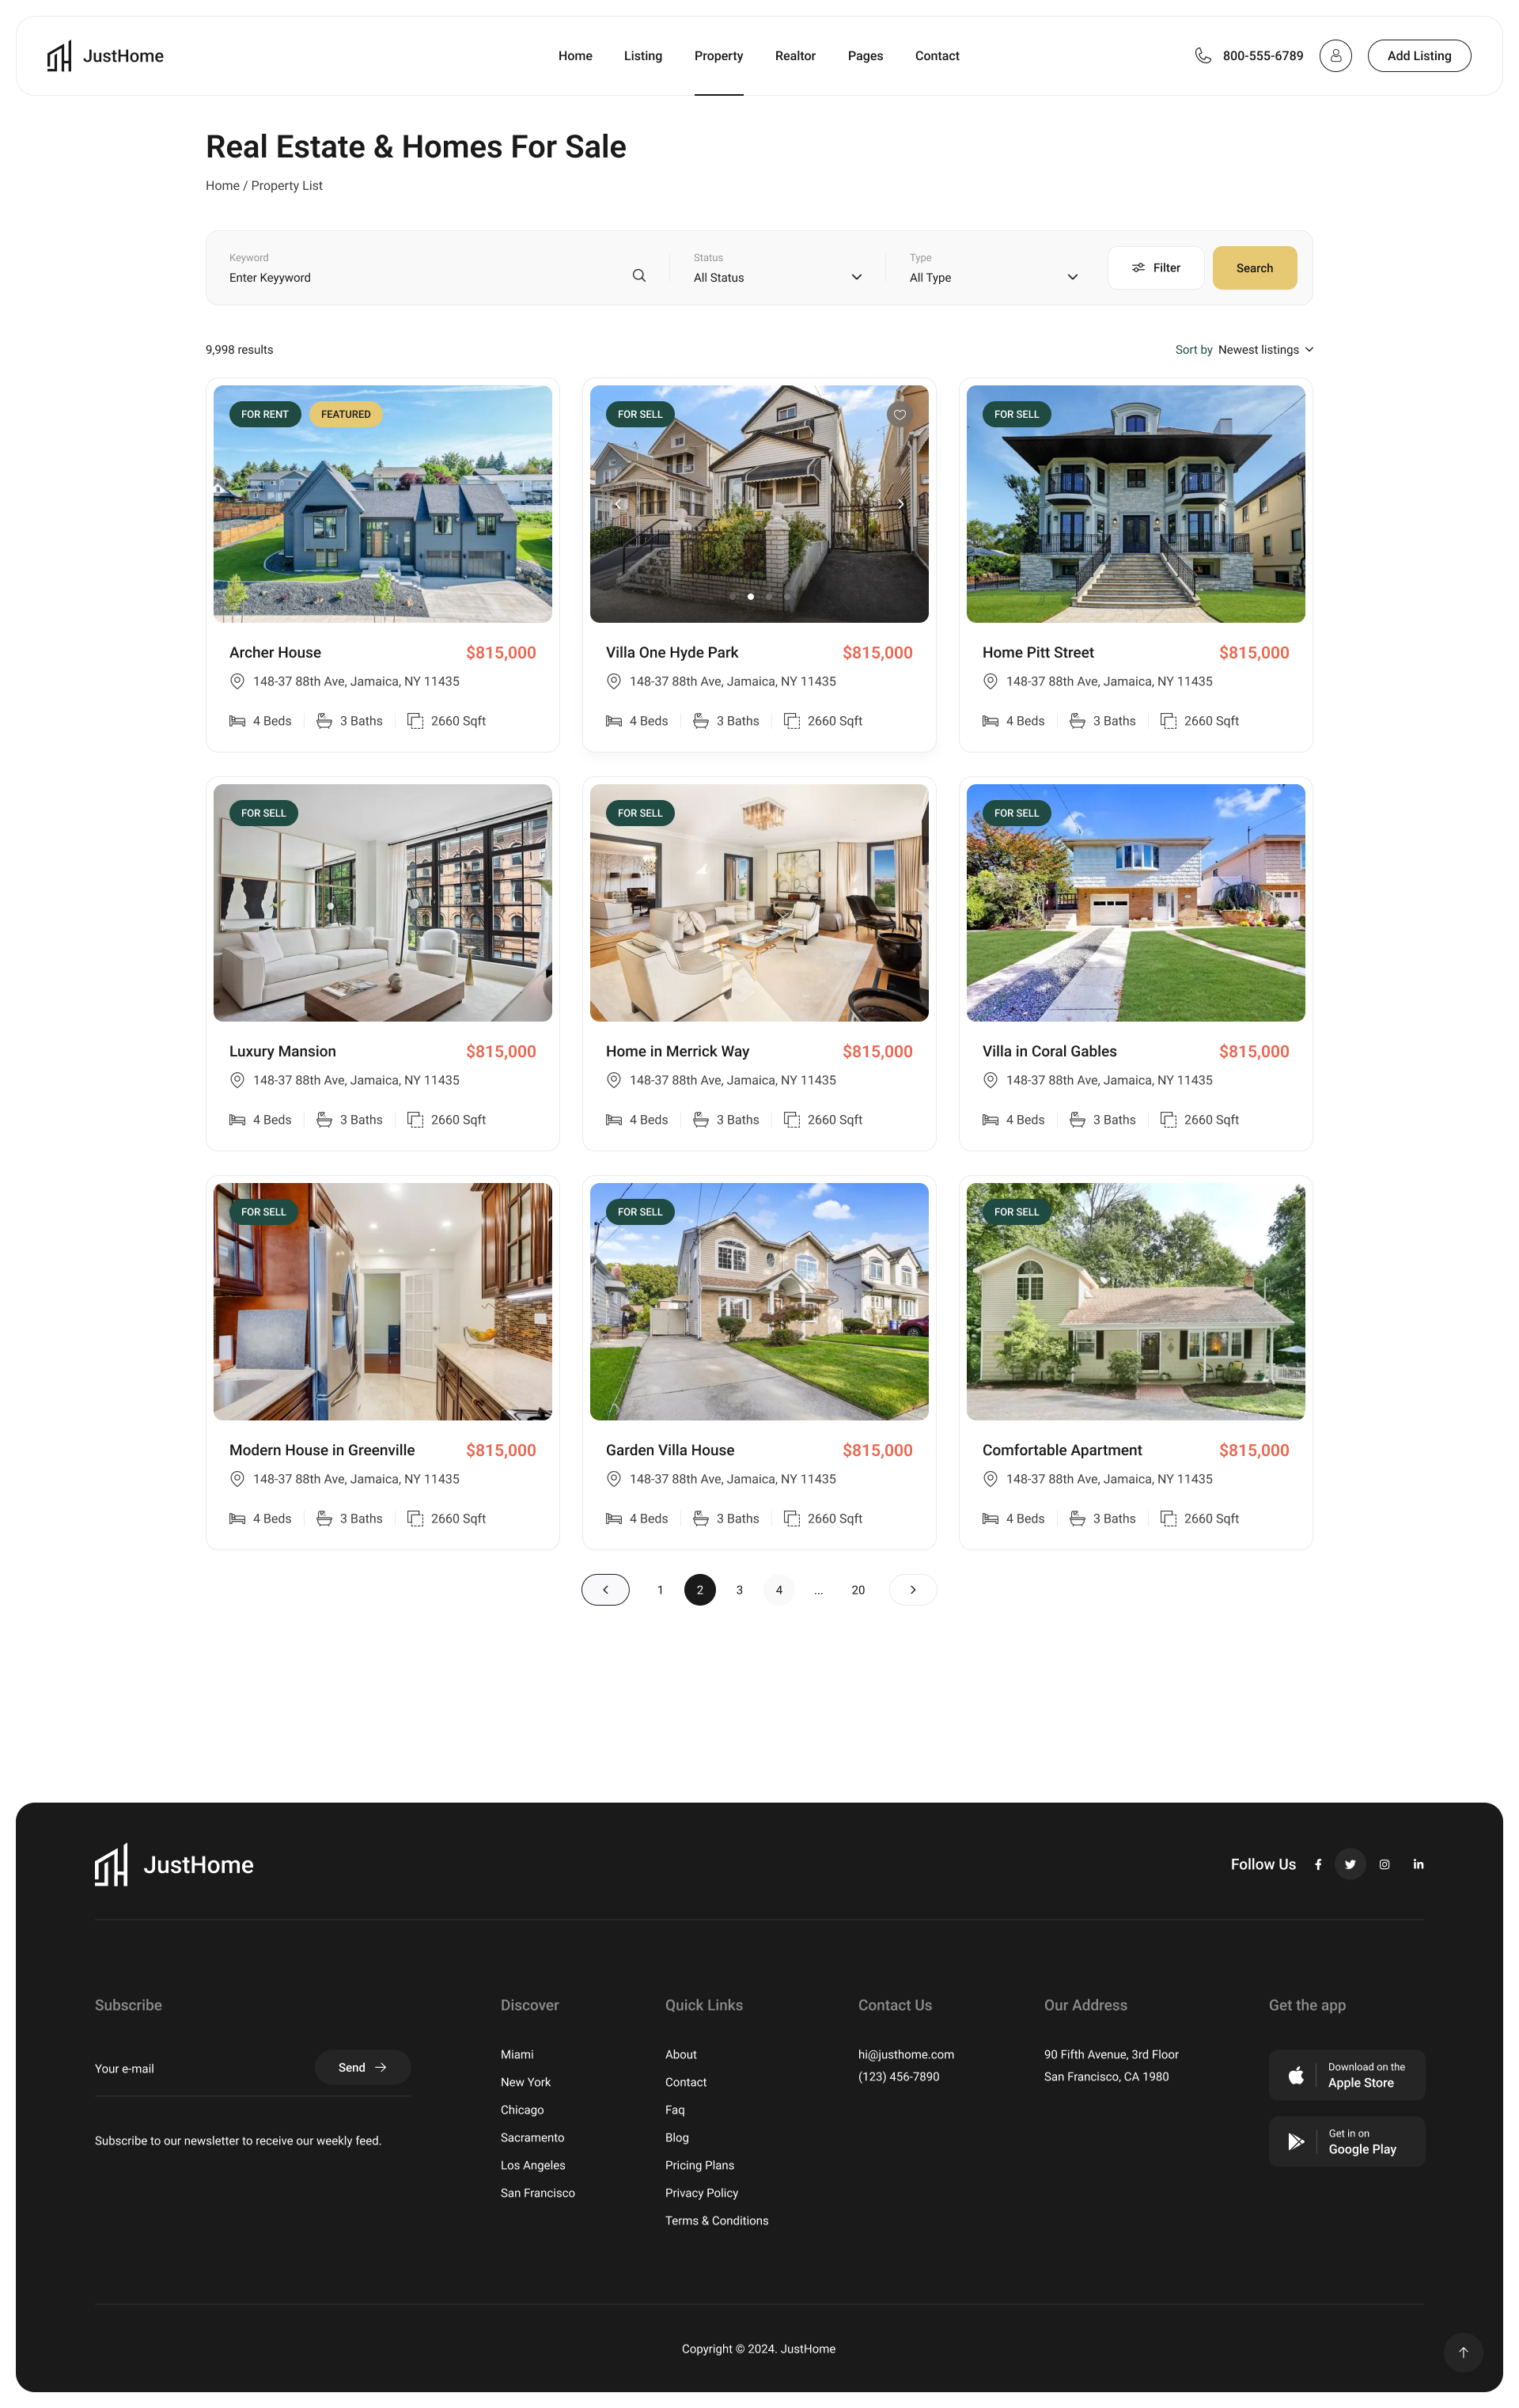 JustHome
Home
Listing
Property
Realtor
Pages
Contact
800-555-6789
Add Listing
Real Estate & Homes For Sale
Home / Property List
Keyword
Enter Keyyword
Status
All Status
Type
All Type
Filter
Search
9,998 results
Sort by Newest listings
FOR RENT
FEATURED
Archer House
$815,000
148-37 88th Ave, Jamaica, NY 11435
4 Beds
3 Baths
2660 Sqft
FOR SELL
Villa One Hyde Park
$815,000
148-37 88th Ave, Jamaica, NY 11435
4 Beds
3 Baths
2660 Sqft
FOR SELL
Home Pitt Street
$815,000
148-37 88th Ave, Jamaica, NY 11435
4 Beds
3 Baths
2660 Sqft
FOR SELL
Luxury Mansion
$815,000
148-37 88th Ave, Jamaica, NY 11435
4 Beds
3 Baths
2660 Sqft
FOR SELL
Home in Merrick Way
$815,000
148-37 88th Ave, Jamaica, NY 11435
4 Beds
3 Baths
2660 Sqft
FOR SELL
Villa in Coral Gables
$815,000
148-37 88th Ave, Jamaica, NY 11435
4 Beds
3 Baths
2660 Sqft
FOR SELL
Modern House in Greenville
$815,000
148-37 88th Ave, Jamaica, NY 11435
4 Beds
3 Baths
2660 Sqft
FOR SELL
Garden Villa House
$815,000
148-37 88th Ave, Jamaica, NY 11435
4 Beds
3 Baths
2660 Sqft
FOR SELL
Comfortable Apartment
$815,000
148-37 88th Ave, Jamaica, NY 11435
4 Beds
3 Baths
2660 Sqft
1 2 3 4 ... 20
JustHome
Follow Us
Subscribe
Your e-mail
Send
Subscribe to our newsletter to receive our weekly feed.
Discover
Miami
New York
Chicago
Sacramento
Los Angeles
San Francisco
Quick Links
About
Contact
Faq
Blog
Pricing Plans
Privacy Policy
Terms & Conditions
Contact Us
hi@justhome.com
(123) 456-7890
Our Address
90 Fifth Avenue, 3rd Floor
San Francisco, CA 1980
Get the app
Download on the
Apple Store
Get in on
Google Play
Copyright © 2024. JustHome